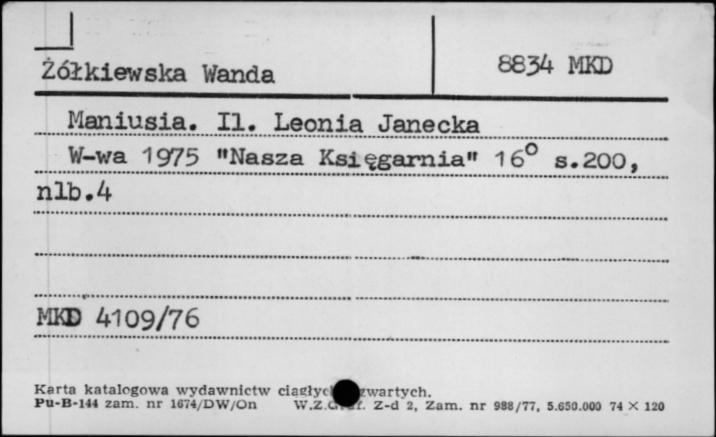 Żółkiewska Wanda
8834 MKD
Maniusia. Il. Leonia Janecka
W-wa 1975 "Nasza Księgarnia" 16° s.200,
nlb.4
MKD 4109/76
Karta katalogowa wydawnictw zwartych.
Pu-B-144 zam. nr 1674/DW/On Z-d 2, Zam. nr 988/77, 5.650.000 74 × 120